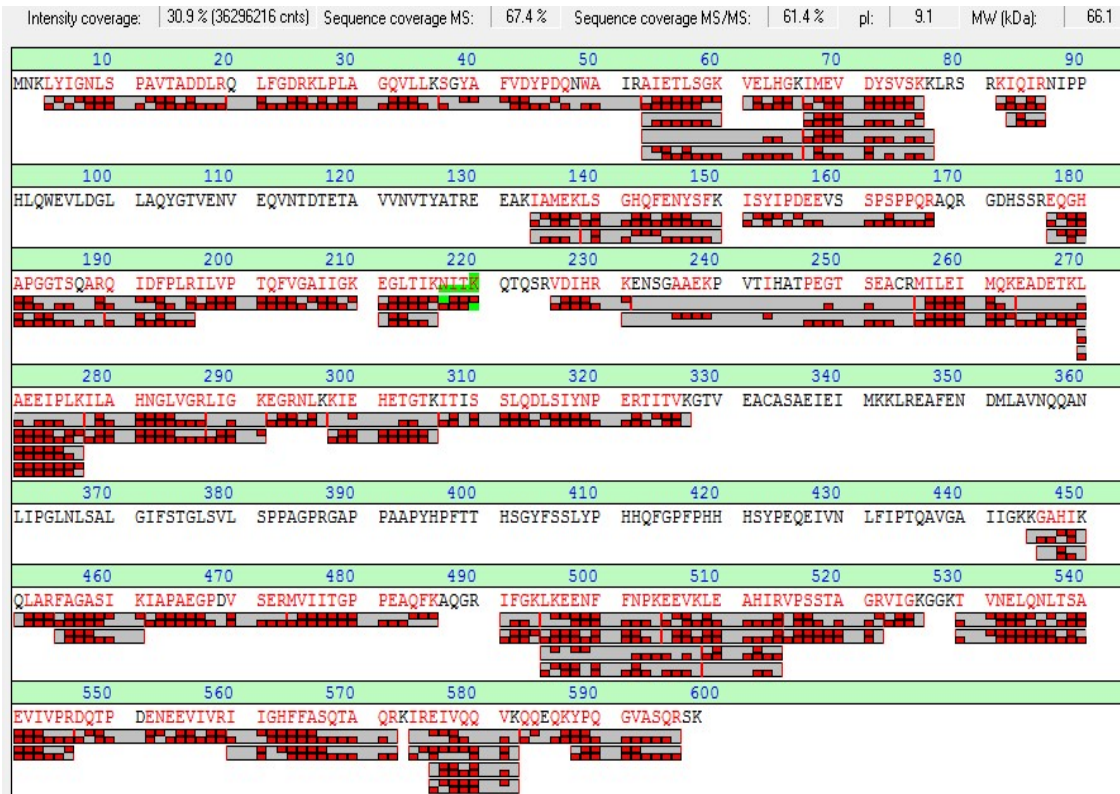 Intensity coverage: 30.9 % (36296216 cnts) Sequence coverage MS: 67.4 % Sequence coverage MS/MS: 61.4 % pI: 9.1 MW (kDa): 66.1
10 20 30 40 50 60 70 80 90
MNKLYIGNLS PAVTADDLRQ LFGDRKLPLA GQVLLKSGYA FVDYPDQNWA IRAIETLSGK VELHGKIMEV DYSVSKKLRS RKIQIRNIPP
100 110 120 130 140 150 160 170 180
HLQWEVLDGL LAQYGTVENV EQVNTDTETA VVNVTYATRE EAKIAMEKLS GHQFENYSFK ISYIPDEEVS SPSPPQRAQR GDHSSREQGH
190 200 210 220 230 240 250 260 270
APGGTSQARQ IDFPLRILVP TQFVGAIIGK EGLTIKNITK QTQSRVDIHR KENSGAAEKP VTIHATPEGT SEACRMILEI MQKEADETKL
280 290 300 310 320 330 340 350 360
AEEIPLKILA HNGLVGRLIG KEGRNLKKIE HETGTKITIS SLQDLSIYNP ERTITVKGTV EACASAEIEI MKKLREAFEN DMLAVNQQAN
370 380 390 400 410 420 430 440 450
LIPGLNLSAL GIFSTGLSVL SPPAGPRGAP PAAPYHPFTT HSGYFSSLYP HHQFGPFPHH HSYPEQEIVN LFIPTQAVGA IIGKKGAHIK
460 470 480 490 500 510 520 530 540
QLARFAGASI KIAPAEGPDV SERMVIITGP PEAQFKAQGR IFGKLKEENF FNPKEEVKLE AHIRVPSSTA GRVIGKGGKT VNELQNLTSA
550 560 570 580 590 600
EVIVPRDQTP DENEEVIVRI IGHFFASQTA QRKIREIVQQ VKQQEQKYPQ GVASQRSK